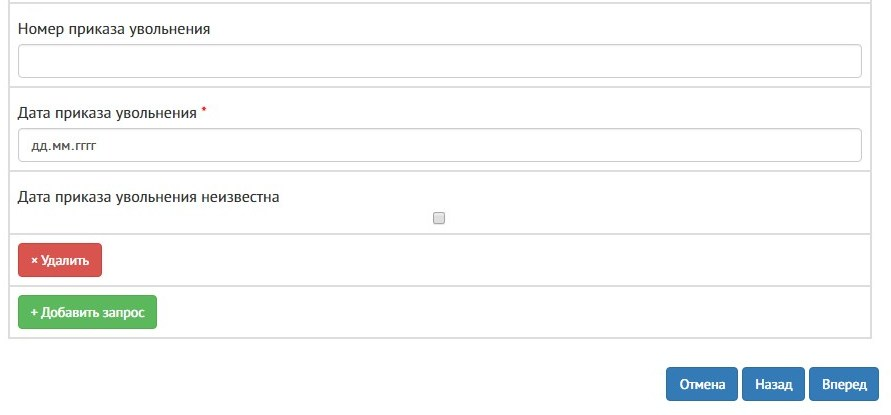 Номер приказа увольнения
Дата приказа увольнения *
дд.мм.гггг
Дата приказа увольнения неизвестна
× Удалить
+ Добавить запрос
Отмена Назад Вперед